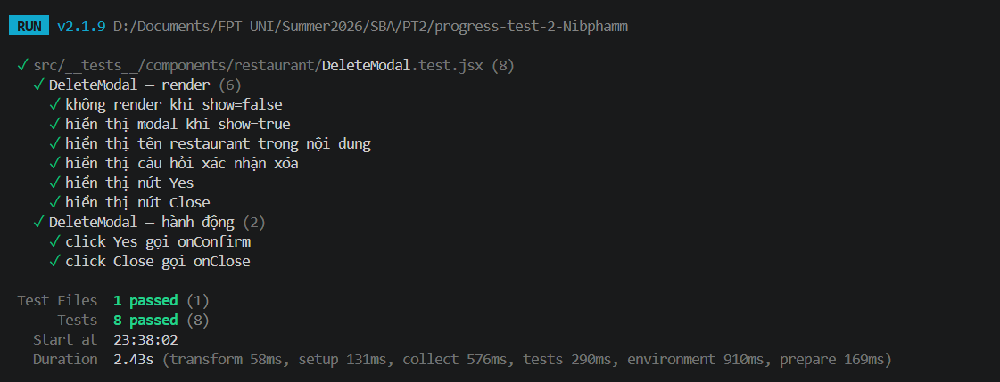 RUN v2.1.9 D:/Documents/FPT UNI/Summer2026/SBA/PT2/progress-test-2-Nibphamm
✓ src/__tests__/components/restaurant/DeleteModal.test.jsx (8)
✓ DeleteModal — render (6)
✓ không render khi show=false
✓ hiển thị modal khi show=true
✓ hiển thị tên restaurant trong nội dung
✓ hiển thị câu hỏi xác nhận xóa
✓ hiển thị nút Yes
✓ hiển thị nút Close
✓ DeleteModal — hành động (2)
✓ click Yes gọi onConfirm
✓ click Close gọi onClose
Test Files 1 passed (1)
Tests 8 passed (8)
Start at 23:38:02
Duration 2.43s (transform 58ms, setup 131ms, collect 576ms, tests 290ms, environment 910ms, prepare 169ms)